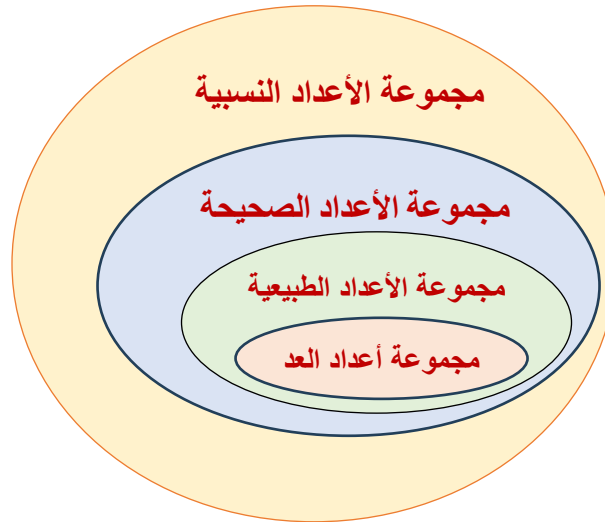 مجموعة الأعداد النسبية
مجموعة الأعداد الصحيحة
مجموعة الأعداد الطبيعية
مجموعة أعداد العد